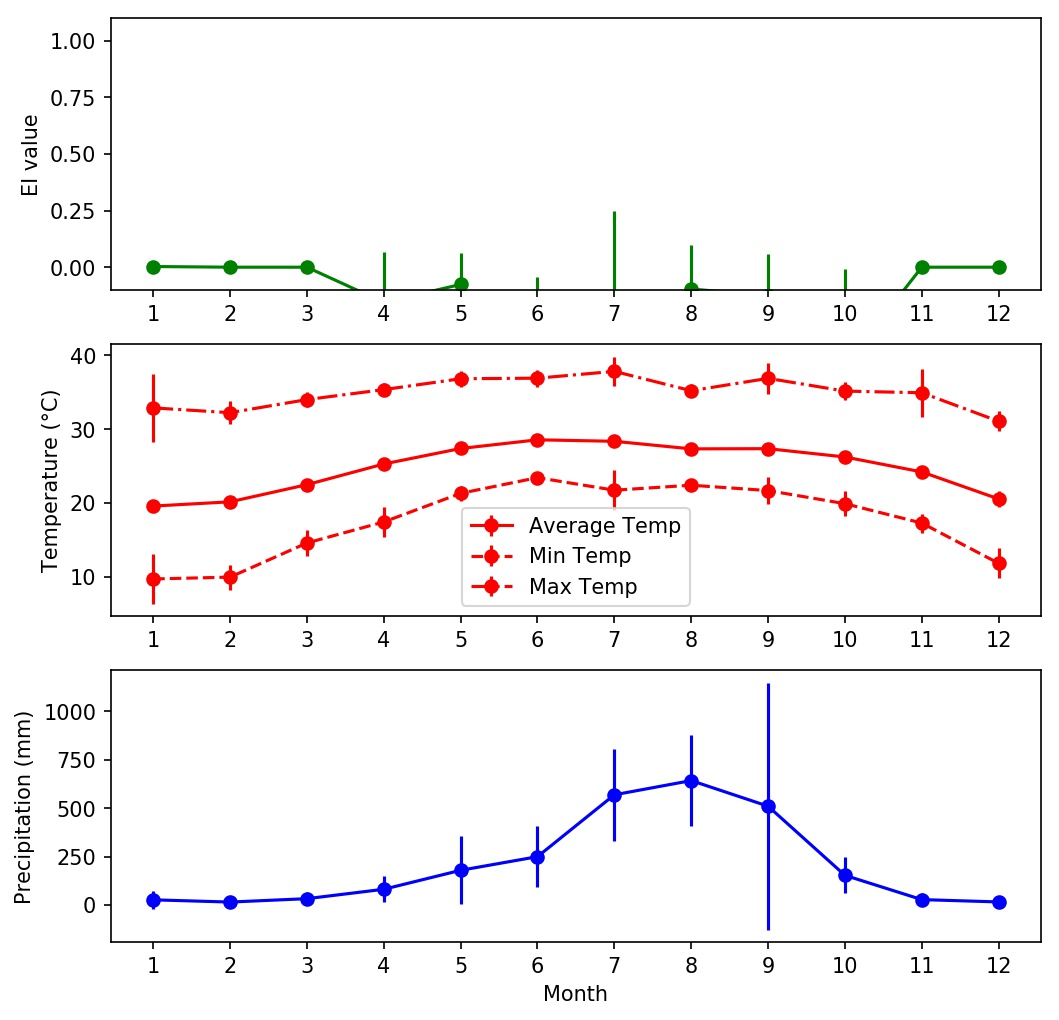 1.00
0.75
0.50
0.25
0.00
EI value
1 2 3 4 5 6 7 8 9 10 11 12
40
30
20
10
Temperature (°C)
Average Temp
Min Temp
Max Temp
1 2 3 4 5 6 7 8 9 10 11 12
1000
750
500
250
0
Precipitation (mm)
1 2 3 4 5 6 7 8 9 10 11 12
Month